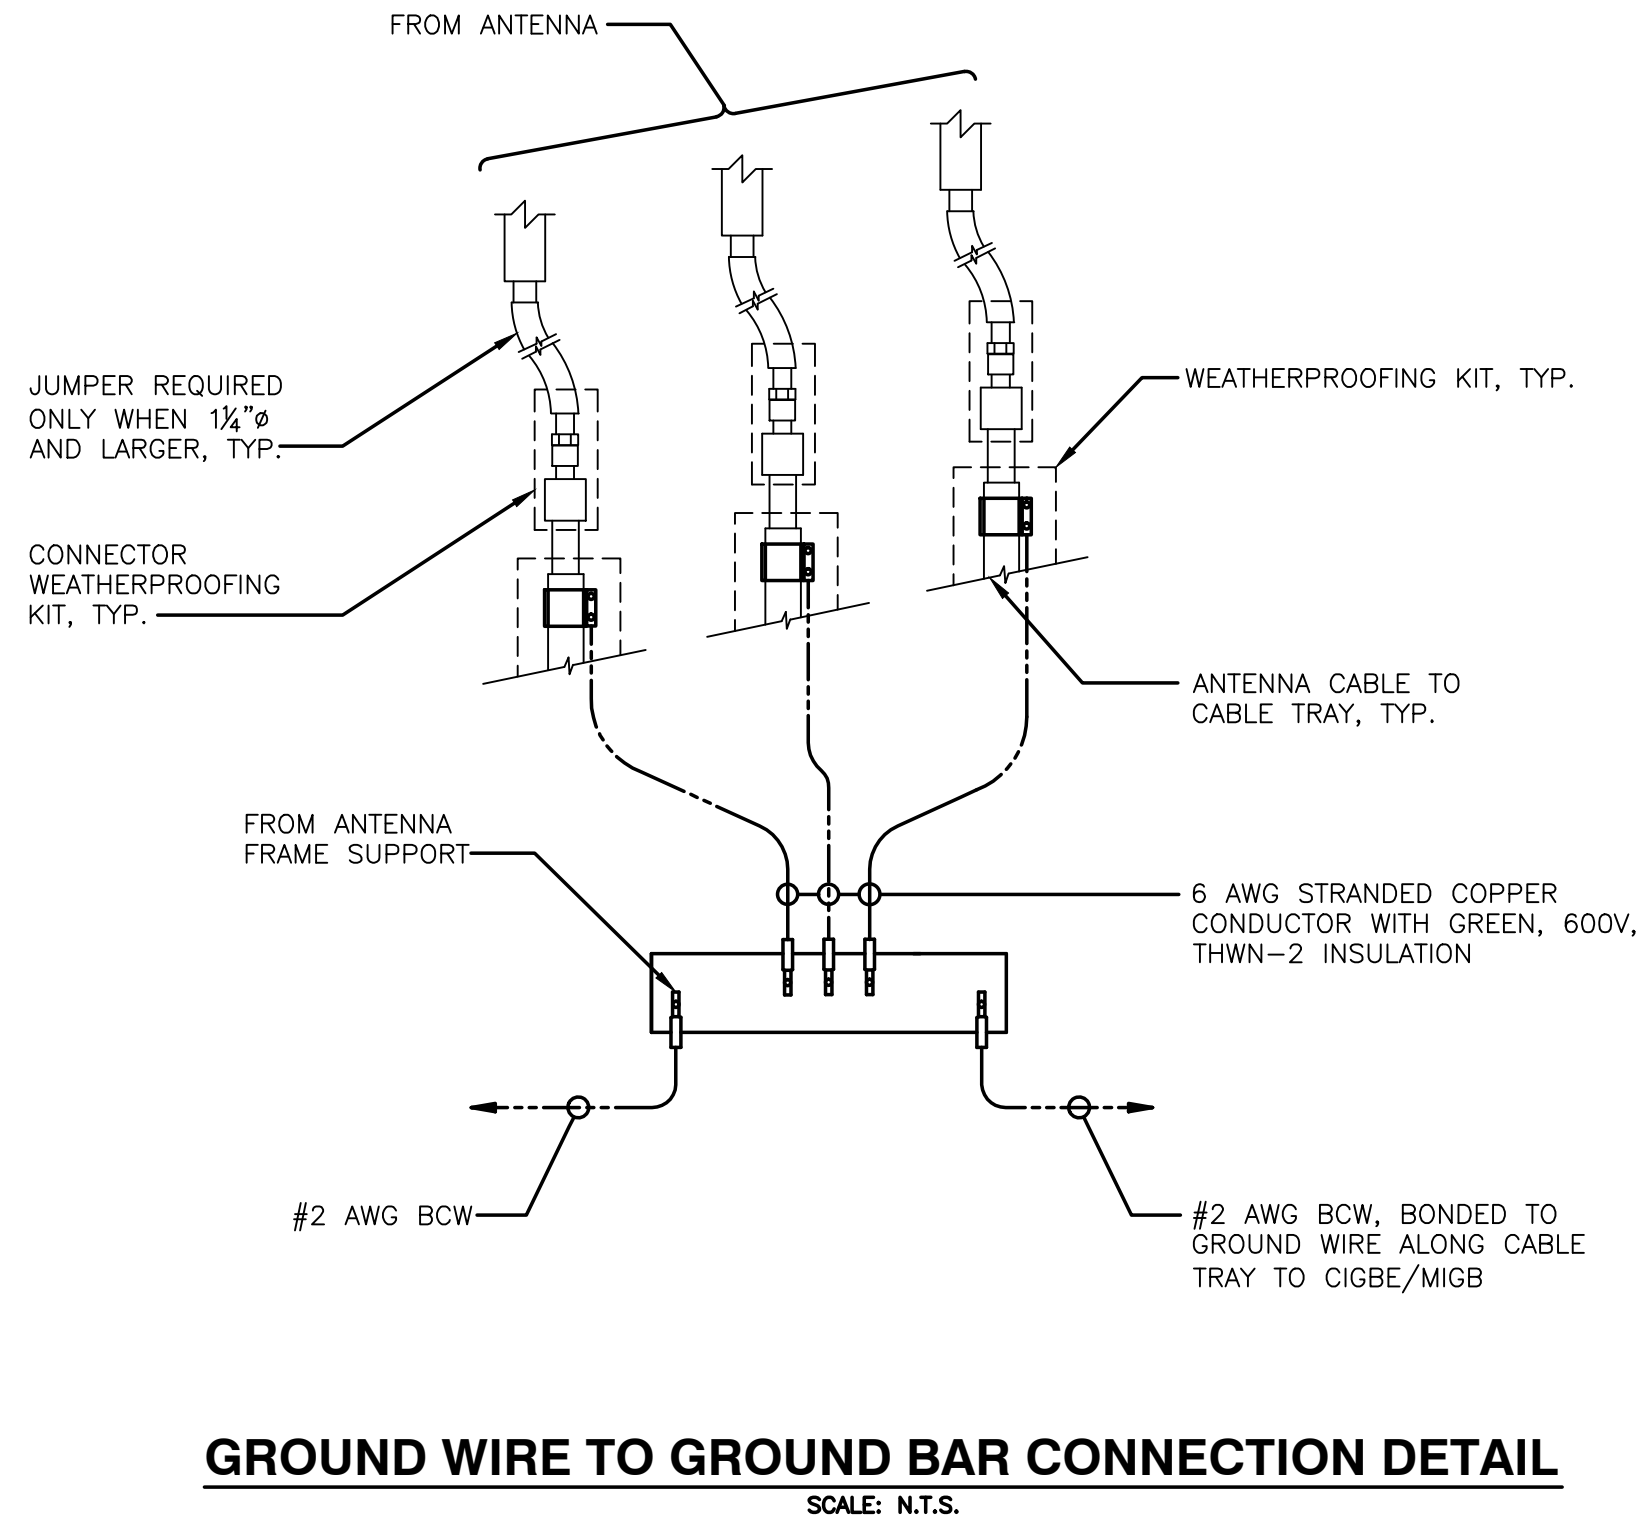 FROM ANTENNA
JUMPER REQUIRED
ONLY WHEN 1¼"ø
AND LARGER, TYP.
WEATHERPROOFING KIT, TYP.
CONNECTOR
WEATHERPROOFING
KIT, TYP.
ANTENNA CABLE TO
CABLE TRAY, TYP.
FROM ANTENNA
FRAME SUPPORT
6 AWG STRANDED COPPER
CONDUCTOR WITH GREEN, 600V,
THWN-2 INSULATION
#2 AWG BCW
#2 AWG BCW, BONDED TO
GROUND WIRE ALONG CABLE
TRAY TO CIGBE/MIGB
GROUND WIRE TO GROUND BAR CONNECTION DETAIL
SCALE: N.T.S.